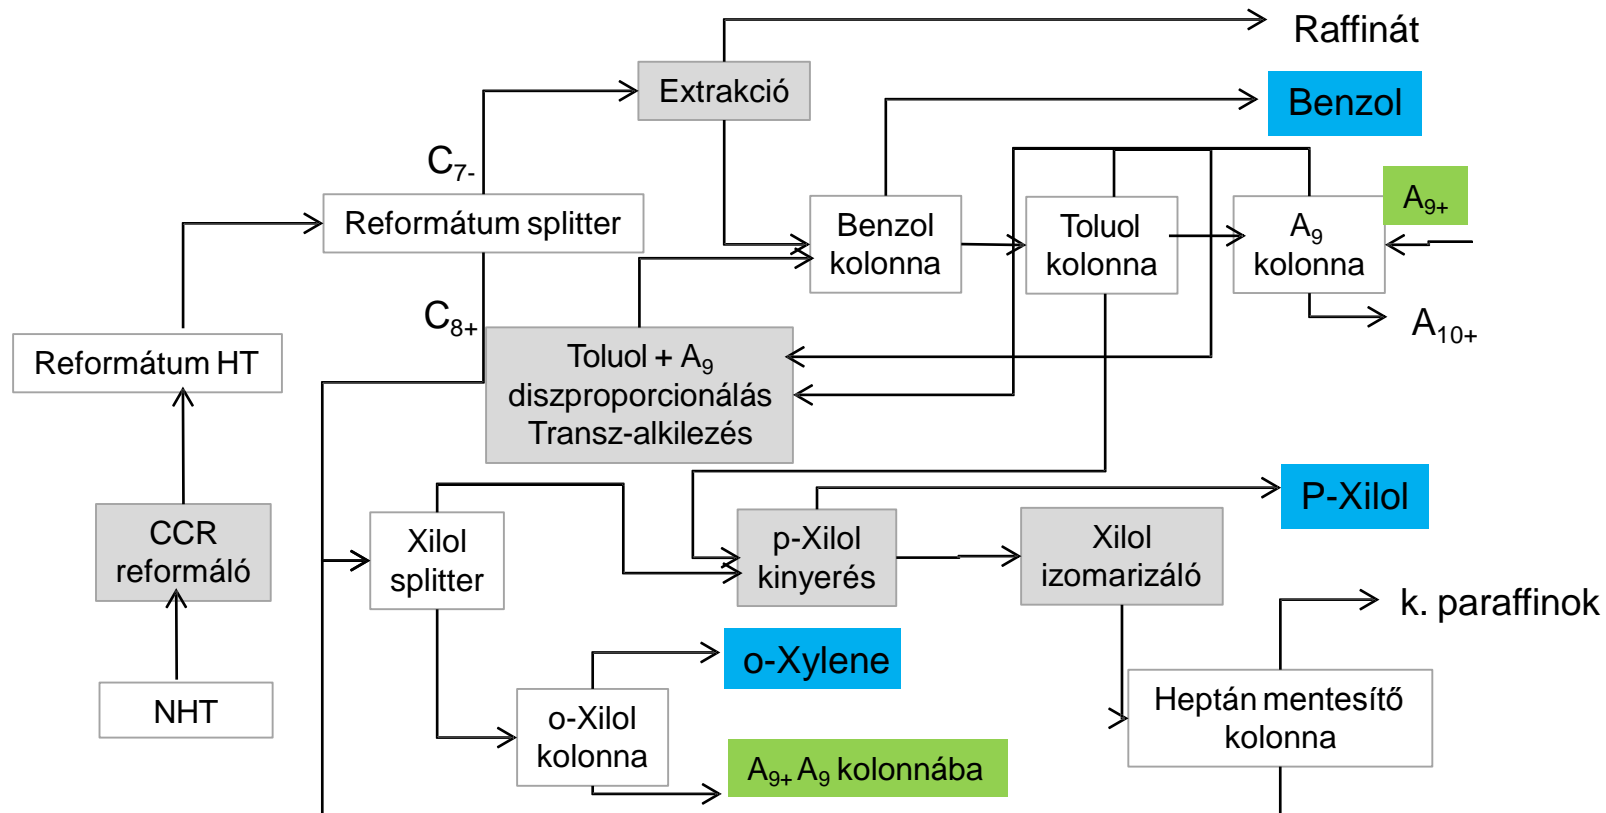 Raffinát
Extrakció
Benzol
C7-
A9+
Reformátum splitter
Benzol
kolonna
Toluol
kolonna
A9
kolonna
C8+
A10+
Reformátum HT
Toluol + A9
diszproporcionálás
Transz-alkilezés
P-Xilol
CCR
reformáló
Xilol
splitter
p-Xilol
kinyerés
Xilol
izomarizáló
k. paraffinok
o-Xylene
NHT
o-Xilol
kolonna
Heptán mentesítő
kolonna
A9+ A9 kolonnába